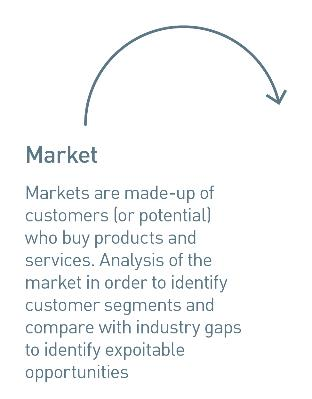 Market
Markets are made-up of
customers (or potential)
who buy products and
services. Analysis of the
market in order to identify
customer segments and
compare with industry gaps
to identify expoitable
opportunities